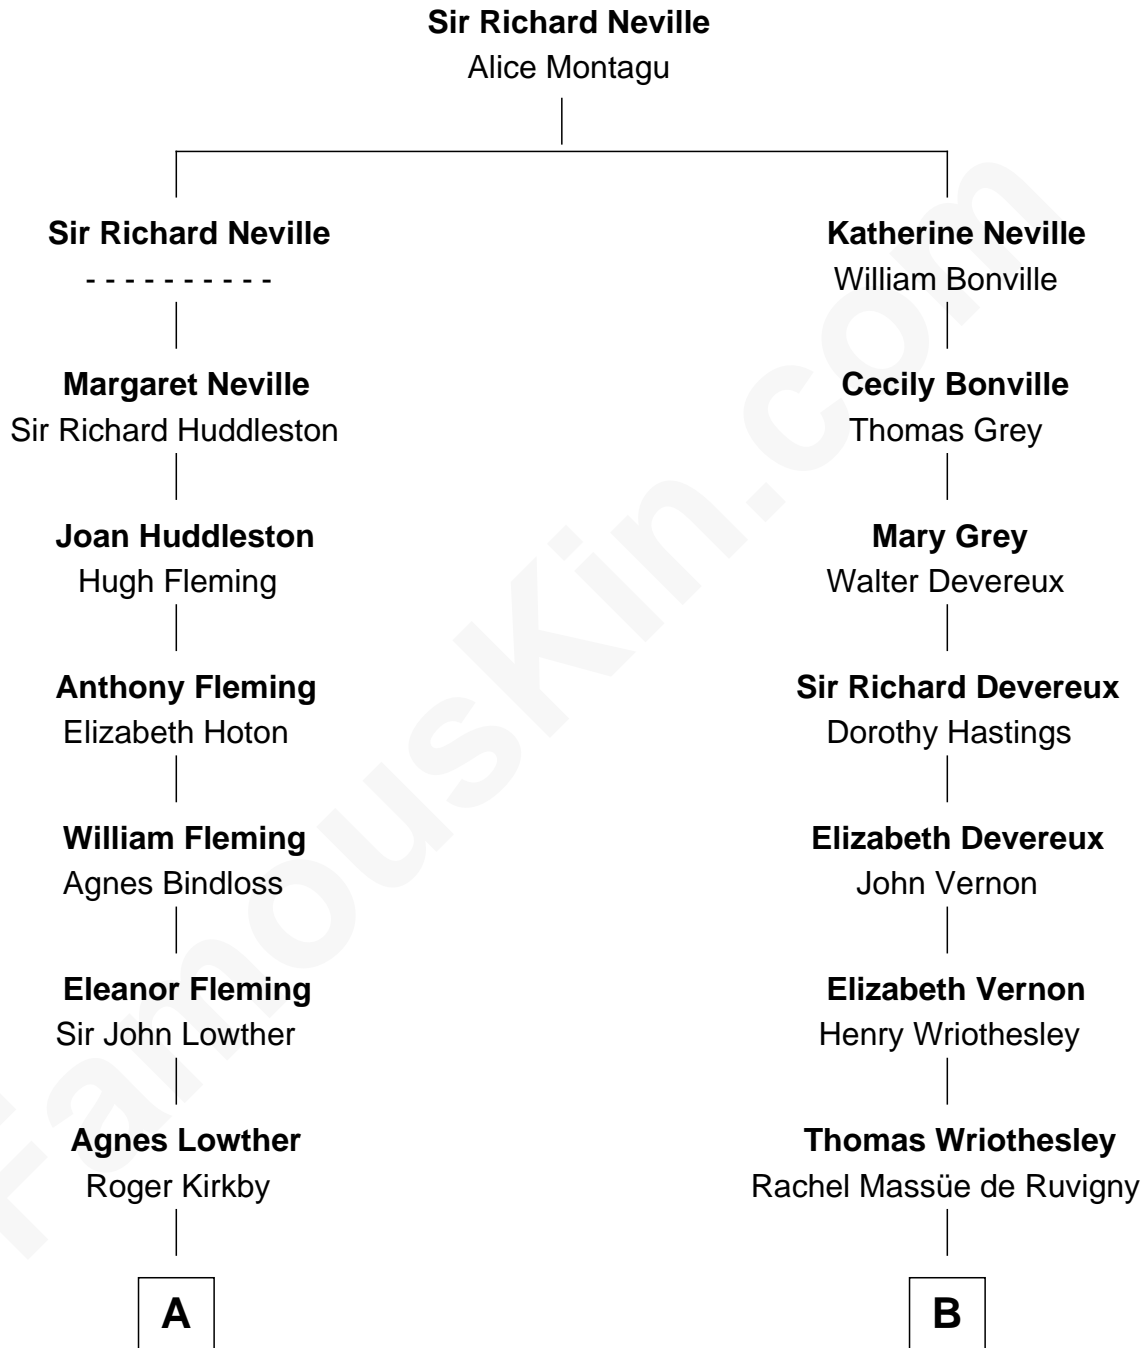 Sir Richard Neville
Alice Montagu
Sir Richard Neville
- - - - - - - - - -
Margaret Neville
Sir Richard Huddleston
Joan Huddleston
Hugh Fleming
Anthony Fleming
Elizabeth Hoton
William Fleming
Agnes Bindloss
Eleanor Fleming
Sir John Lowther
Agnes Lowther
Roger Kirkby
A
Katherine Neville
William Bonville
Cecily Bonville
Thomas Grey
Mary Grey
Walter Devereux
Sir Richard Devereux
Dorothy Hastings
Elizabeth Devereux
John Vernon
Elizabeth Vernon
Henry Wriothesley
Thomas Wriothesley
Rachel Massüe de Ruvigny
B
FamousKin.com